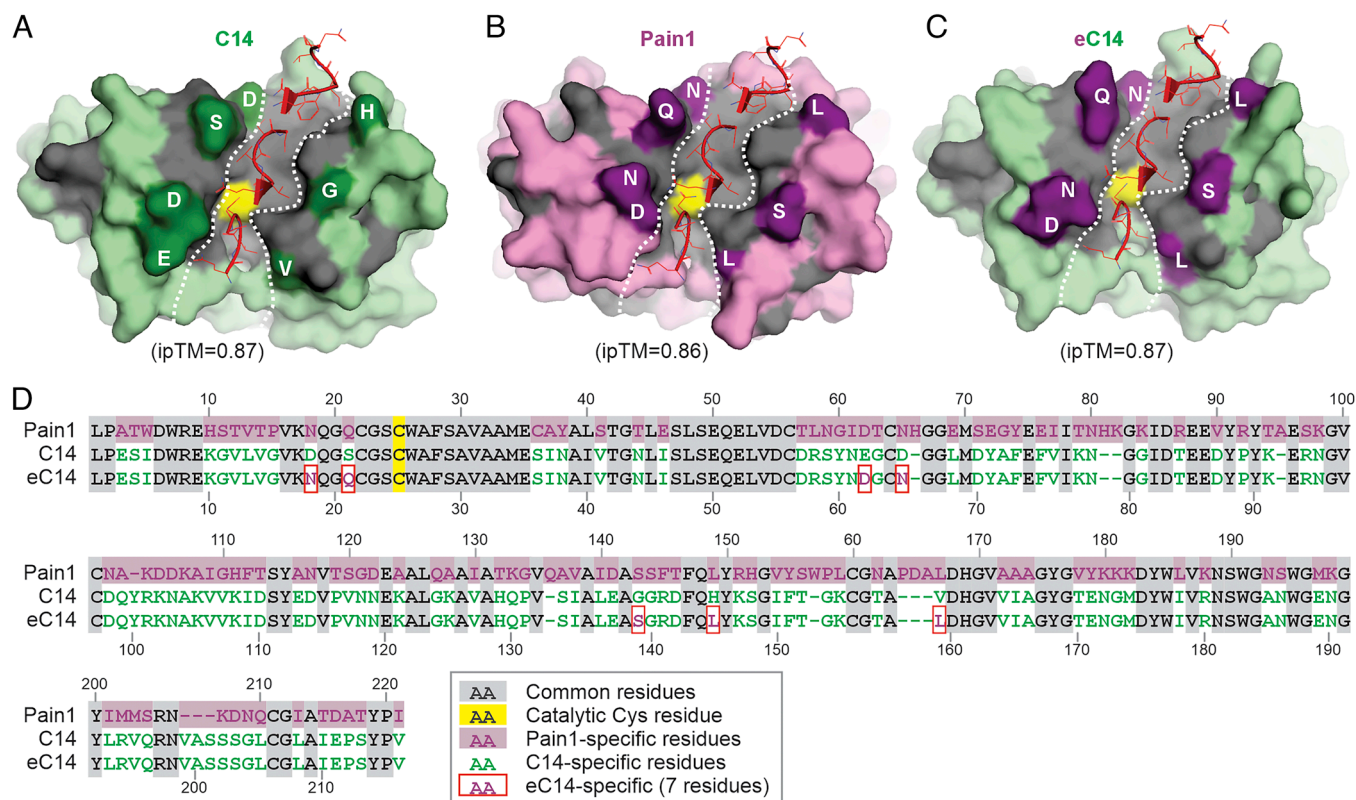 A
C14
S
D
H
D
E
G
V
(ipTM=0.87)
B
Pain1
Q
N
L
N
D
S
L
(ipTM=0.86)
C
eC14
Q
N
L
N
D
S
L
(ipTM=0.87)
D
10 20 30 40 50 60 70 80 90 100
Pain1 LPATWDWREHSTVTPVKNQGQCGSCWAFSAVAAMECAYALSTGTLESLSEQELVDCTLNGIDTCNHGGEMSEGYEEIITNHKGKIDREEVYRYTAESKGV
C14 LPESIDWREKGVLVGVKDQGSCGSCWAFSAVAAMESINAIVTGNLISLSEQELVDCDRSYNEGCD-GGLMDYAFEFVIKN--GGIDTEEDYPYK-ERNGV
eC14 LPESIDWREKGVLVGVKNQGQCGSCWAFSAVAAMESINAIVTGNLISLSEQELVDCDRSYNDGCN-GGLMDYAFEFVIKN--GGIDTEEDYPYK-ERNGV
10 20 30 40 50 60 70 80 90
110 120 130 140 150 60 170 180 190
Pain1 CNA-KDDKAIGHFTSYANVTSGDEAALQAAIATKGVQAVAIDASSFTFQLYRHGVYSWPLCGNAPDALDHGVAAAGYGVYKKKDYWLVKNSWGNSWGMKG
C14 CDQYRKNAKVVKIDSYEDVPVNNEKALGKAVAHQPV-SIALEAGGRDFQHYKSGIFT-GKCGTA---VDHGVVIAGYGTENGMDYWIVRNSWGANWGENG
eC14 CDQYRKNAKVVKIDSYEDVPVNNEKALGKAVAHQPV-SIALEASGRDFQLYKSGIFT-GKCGTA---LDHGVVIAGYGTENGMDYWIVRNSWGANWGENG
100 110 120 130 140 150 160 170 180 190
200 200 210 220
Pain1 YIMMSRN---KDNQCGIATDATYPI
C14 YLRVQRNVASSSGLCGLAIEPSYPV
eC14 YLRVQRNVASSSGLCGLAIEPSYPV
200 210
AA Common residues
AA Catalytic Cys residue
AA Pain1-specific residues
AA C14-specific residues
AA eC14-specific (7 residues)